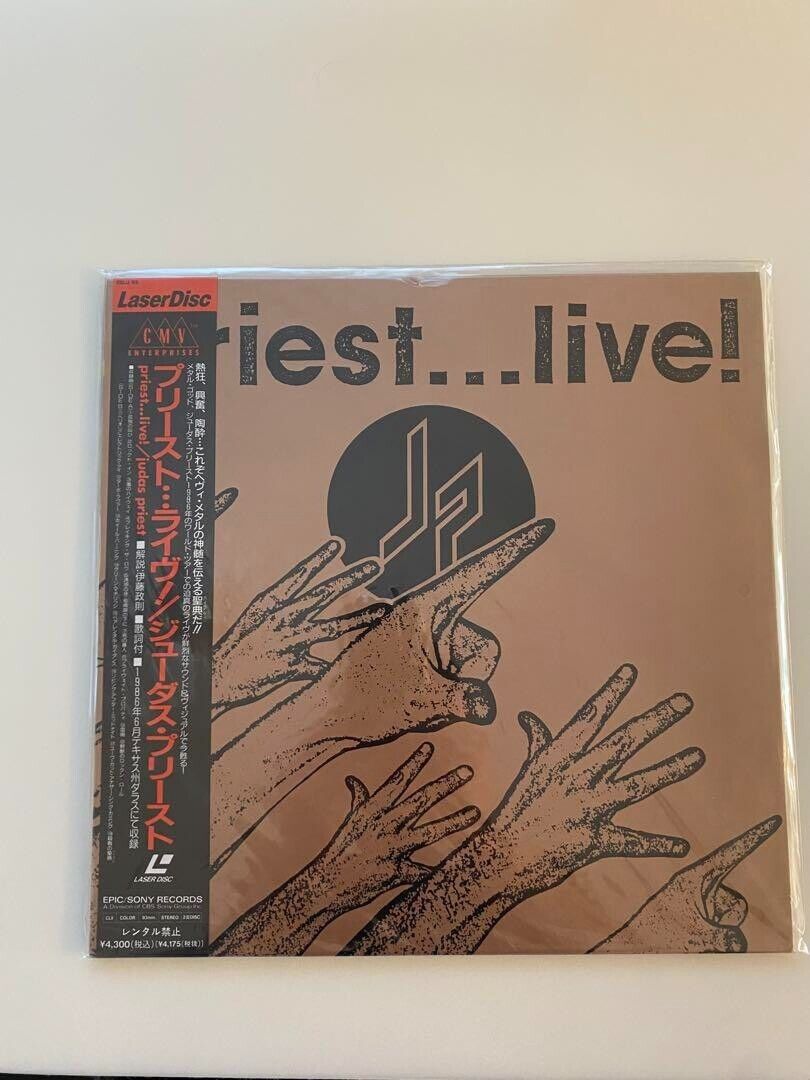 LaserDisc
CMV
ENTERPRISES
riest...live!
JP
熱狂、興奮、陶酔…これぞヘヴィ・メタルの神髄を伝える聖典だ!!
メタル・ゴッド、ジューダス・プリースト1986年のワールド・ツアーでの迫真のライヴが鮮烈なサウンド&ヴィジュアルで今甦る—
プリースト…ライヴ!/ジューダス・プリースト
priest...live!/judas priest
■解説:伊藤政則 ■歌詞付 ■1986年6月テキサス州ダラスにて収録
LASER DISC
EPIC/SONY RECORDS
A Division of CBS Sony Group Inc.
CLV COLOR 93min STEREO 2面DISC
レンタル禁止
¥4,300(税込)[¥4,175(税抜)]